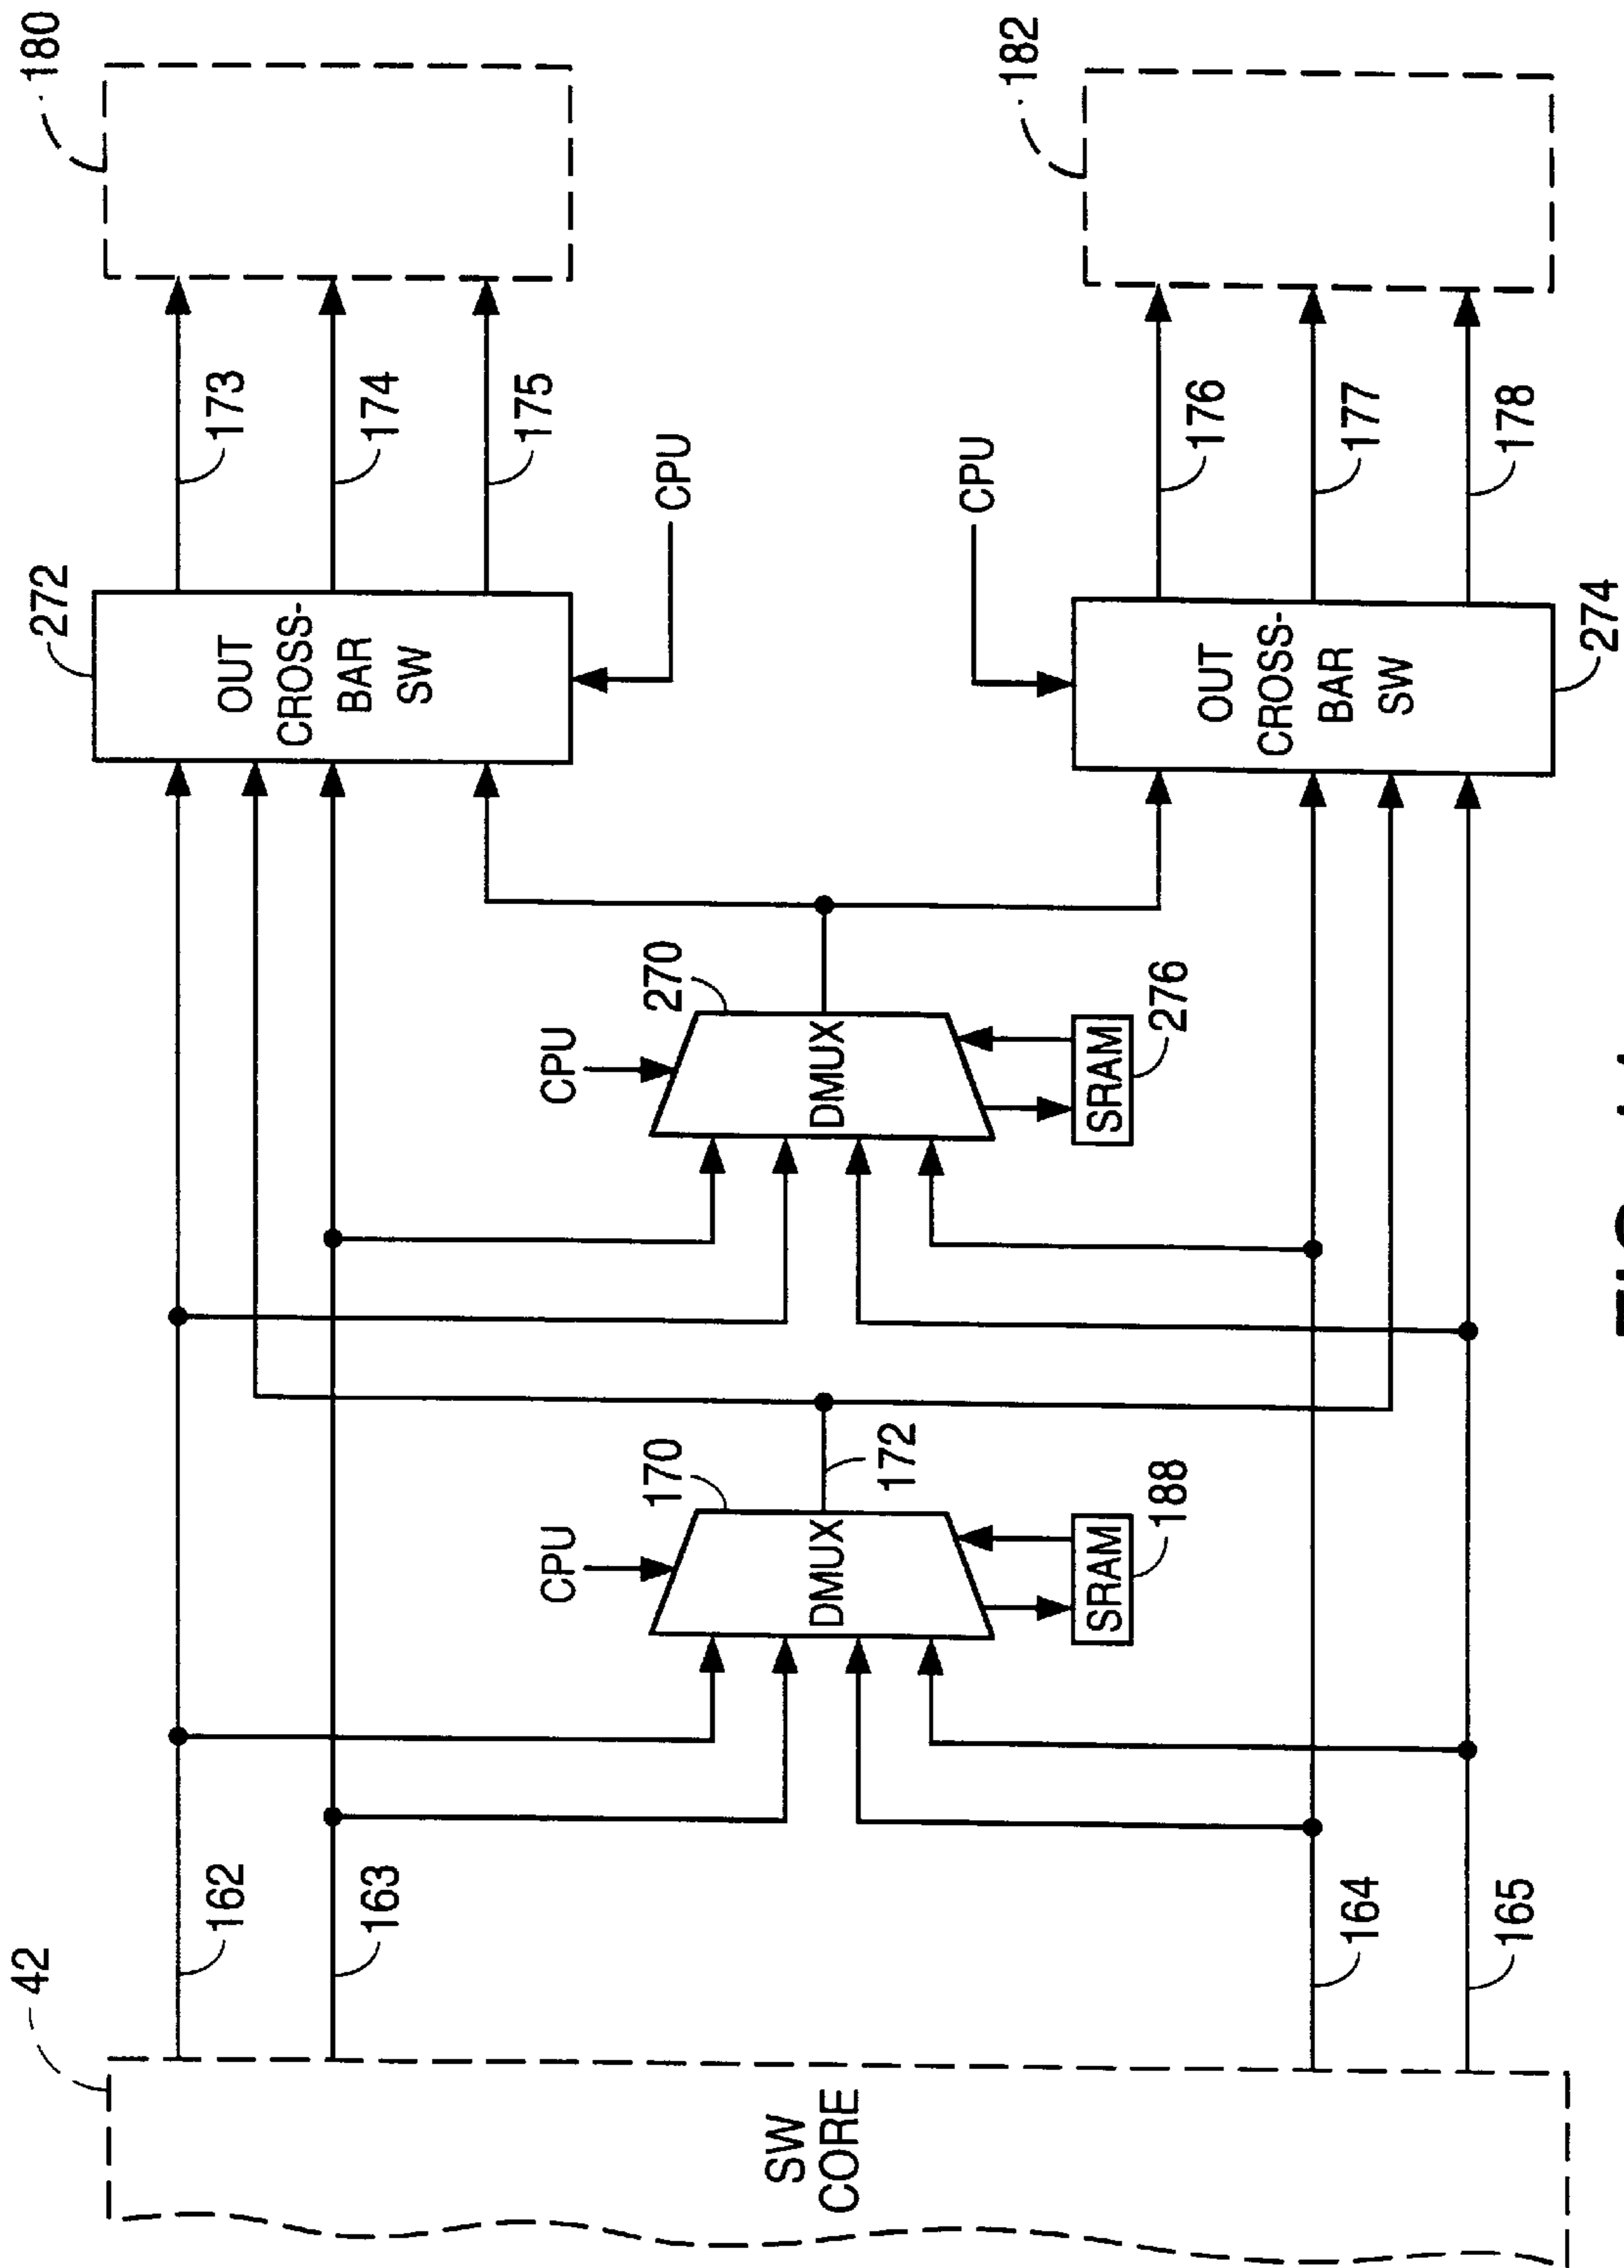 42
SW
CORE
162
163
164
165
CPU
170
DMUX
172
SRAM
188
CPU
270
DMUX
SRAM
276
272
OUT
CROSS-
BAR
SW
CPU
CPU
OUT
CROSS-
BAR
SW
274
173
174
175
176
177
178
180
182